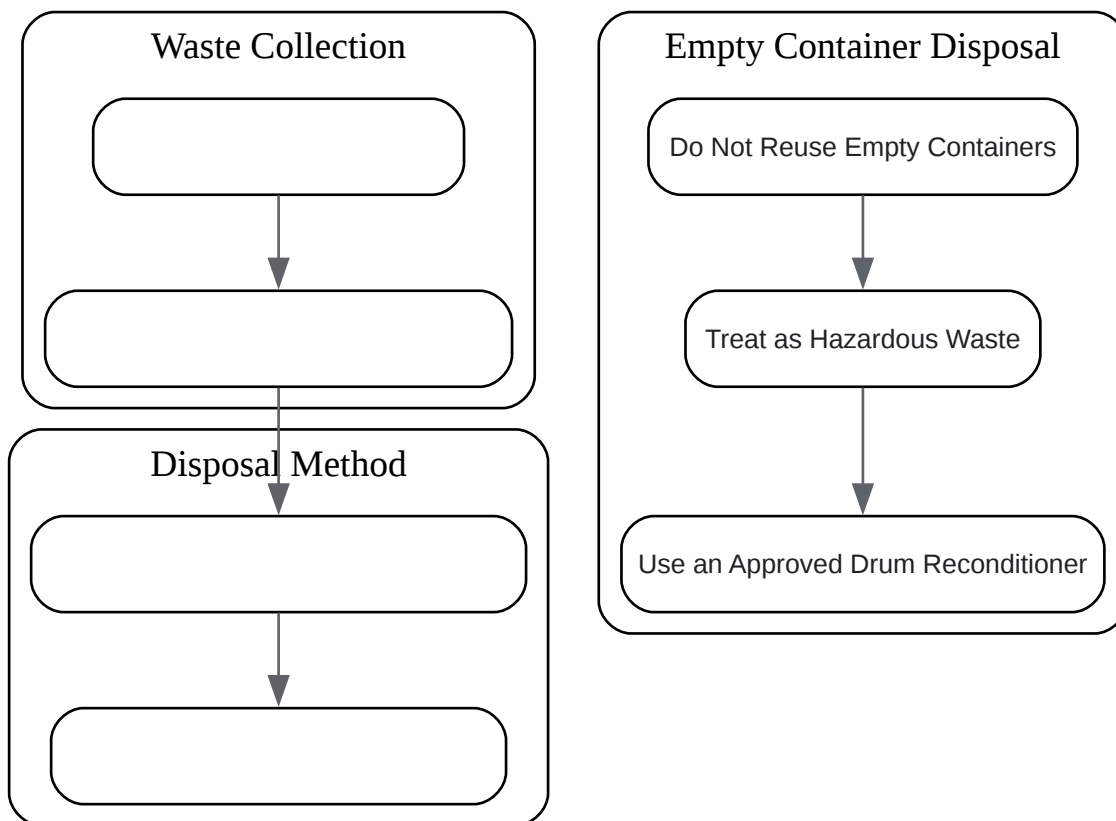 Waste Collection
Disposal Method
Empty Container Disposal
Do Not Reuse Empty Containers
Treat as Hazardous Waste
Use an Approved Drum Reconditioner